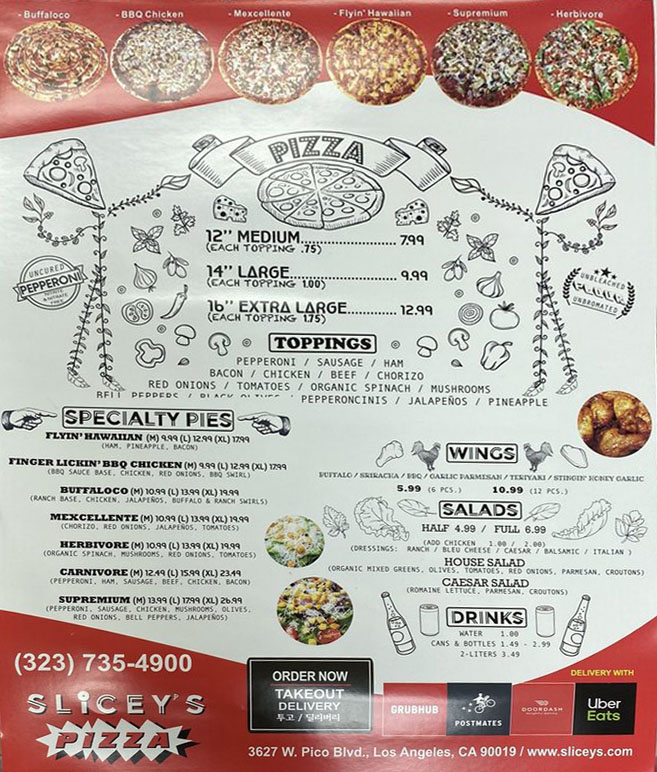 - Buffaloco
- BBQ Chicken
- Mexcellente
- Flyin' Hawaiian
- Supremium
- Herbivore
PIZZA
12'' MEDIUM.................... 7.99
(EACH TOPPING .75)
14'' LARGE....................... 9.99
(EACH TOPPING 1.00)
16'' EXTRA LARGE........... 12.99
(EACH TOPPING 1.75)
UNCURED
PEPPERONI
NITRITE
& NITRATE
FREE
UNBLEACHED
FLOUR
UNBROMATED
TOPPINGS
PEPPERONI / SAUSAGE / HAM
BACON / CHICKEN / BEEF / CHORIZO
RED ONIONS / TOMATOES / ORGANIC SPINACH / MUSHROOMS
BELL PEPPERS / BLACK OLIVES / PEPPERONCINIS / JALAPEÑOS / PINEAPPLE
SPECIALTY PIES
FLYIN' HAWAIIAN (M) 9.99 (L) 12.99 (XL) 17.99
(HAM, PINEAPPLE, BACON)
FINGER LICKIN' BBQ CHICKEN (M) 9.99 (L) 12.99 (XL) 17.99
(BBQ SAUCE BASE, CHICKEN, RED ONIONS, BBQ SWIRL)
BUFFALOCO (M) 10.99 (L) 13.99 (XL) 19.99
(RANCH BASE, CHICKEN, JALAPEÑOS, BUFFALO & RANCH SWIRLS)
MEXCELLENTE (M) 10.99 (L) 13.99 (XL) 19.99
(CHORIZO, RED ONIONS, JALAPEÑOS, TOMATOES)
HERBIVORE (M) 10.99 (L) 13.99 (XL) 19.99
(ORGANIC SPINACH, MUSHROOMS, RED ONIONS, TOMATOES)
CARNIVORE (M) 12.49 (L) 15.99 (XL) 23.49
(PEPPERONI, HAM, SAUSAGE, BEEF, CHICKEN, BACON)
SUPREMIUM (M) 13.99 (L) 17.99 (XL) 26.99
(PEPPERONI, SAUSAGE, CHICKEN, MUSHROOMS, OLIVES,
RED ONIONS, BELL PEPPERS, JALAPEÑOS)
WINGS
BUFFALO / SRIRACHA / BBQ / GARLIC PARMISAN / TERIYAKI / STINGIN' HONEY GARLIC
5.99 (6 PCS.) 10.99 (12 PCS.)
SALADS
HALF 4.99 / FULL 6.99
(ADD CHICKEN 1.00 / 2.00)
(DRESSINGS: RANCH / BLEU CHEESE / CAESAR / BALSAMIC / ITALIAN )
HOUSE SALAD
(ORGANIC MIXED GREENS, OLIVES, TOMATOES, RED ONIONS, PARMESAN, CROUTONS)
CAESAR SALAD
(ROMAINE LETTUCE, PARMESAN, CROUTONS)
DRINKS
WATER 1.00
CANS & BOTTLES 1.49 - 2.99
2-LITERS 3.49
(323) 735-4900
SLICEY'S
PIZZA
ORDER NOW
TAKEOUT
DELIVERY
투고 / 딜리버리
DELIVERY WITH
GRUBHUB
POSTMATES
DOORDASH
Uber
Eats
3627 W. Pico Blvd., Los Angeles, CA 90019 / www.sliceys.com